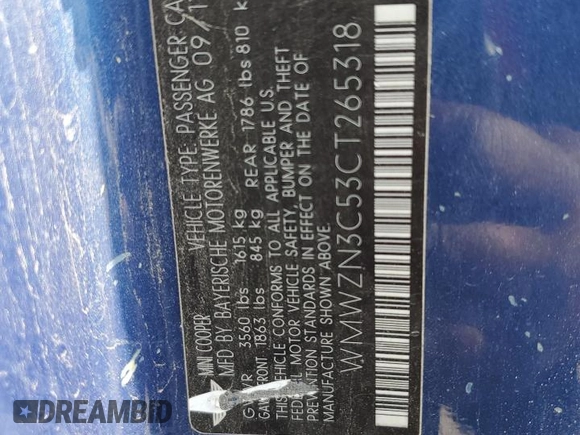 MINI COOPER
VEHICLE TYPE: PASSENGER CA
MFD BY BAYERISCHE MOTORENWERKE AG 09/1
3560 lbs 1615 kg
FRONT 1863 lbs 845 kg REAR 1786 lbs 810 k
THIS VEHICLE CONFORMS TO ALL APPLICABLE U.S.
FEDERAL MOTOR VEHICLE SAFETY, BUMPER AND THEFT
PREVENTION STANDARDS IN EFFECT ON THE DATE OF
MANUFACTURE SHOWN ABOVE.
WMWZN3C53CT265318
DREAMBID